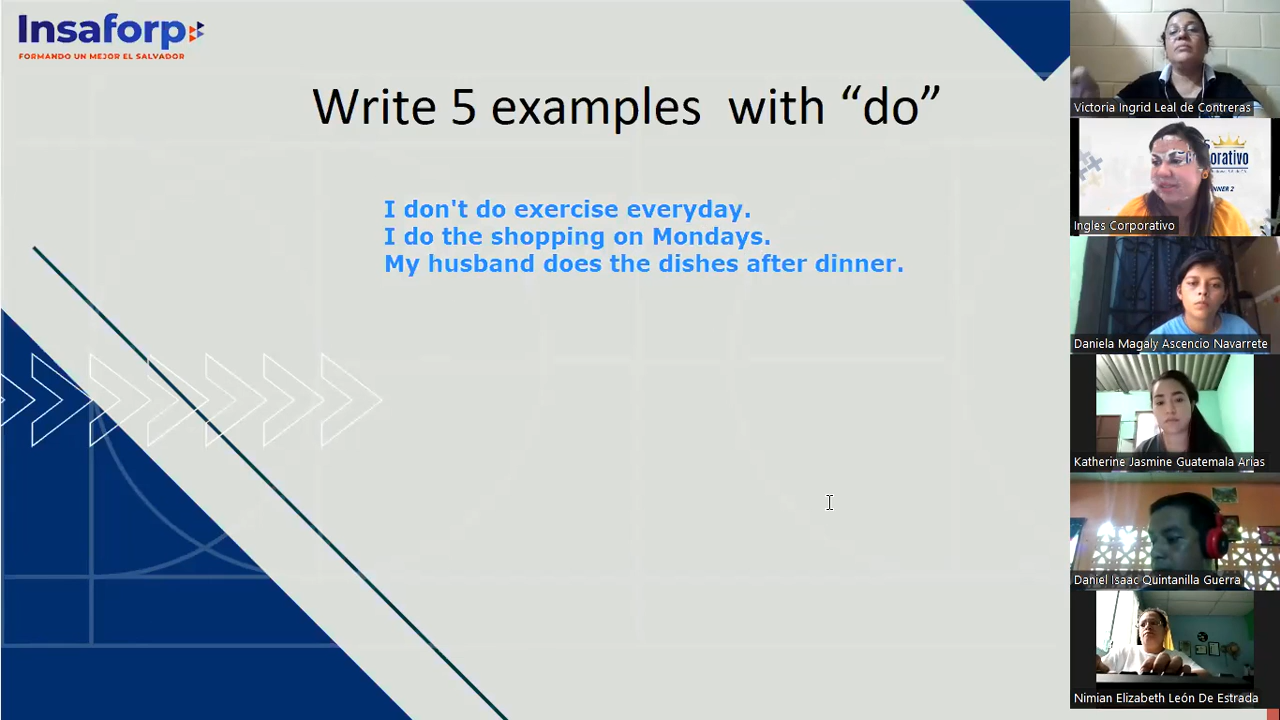 Insaforp
FORMANDO UN MEJOR EL SALVADOR
Write 5 examples with “do”
I don't do exercise everyday.
I do the shopping on Mondays.
My husband does the dishes after dinner.
Victoria Ingrid Leal de Contreras
orporativo
Ingles Corporativo
Daniela Magaly Ascencio Navarrete
Katherine Jasmine Guatemala Arias
Daniel Isaac Quintanilla Guerra
Nimian Elizabeth León De Estrada